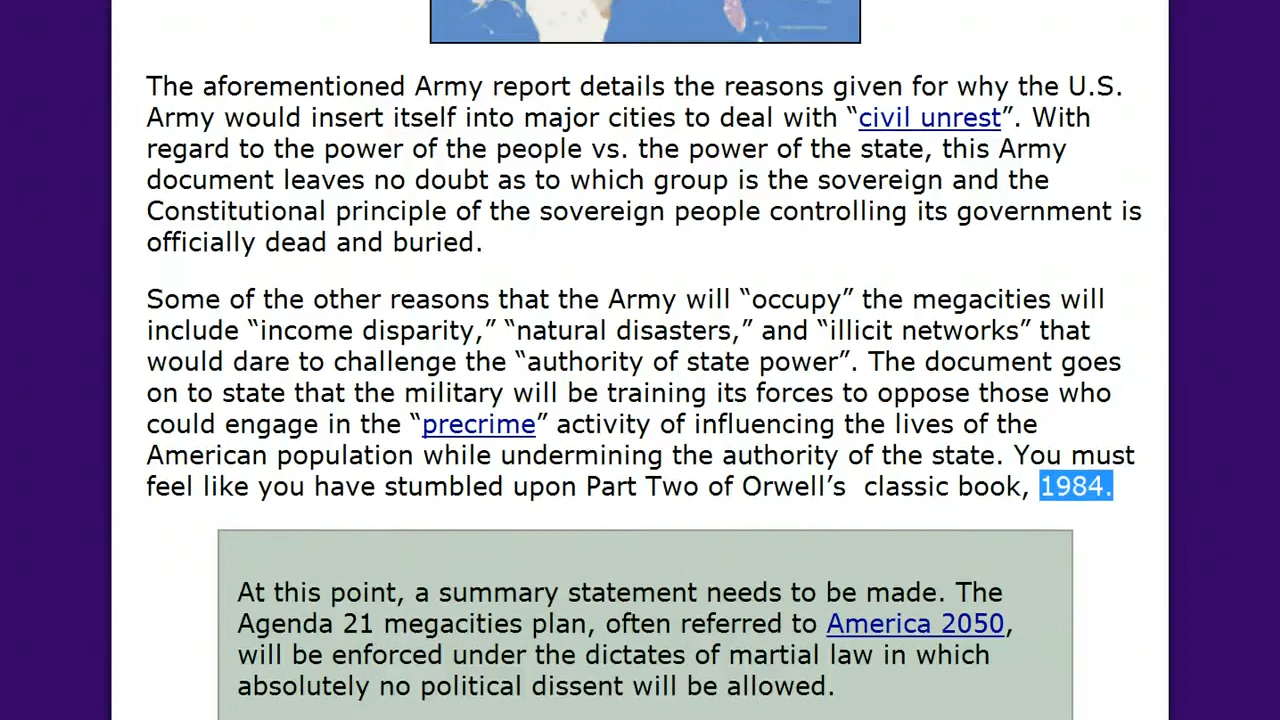 The aforementioned Army report details the reasons given for why the U.S.
Army would insert itself into major cities to deal with “civil unrest”. With
regard to the power of the people vs. the power of the state, this Army
document leaves no doubt as to which group is the sovereign and the
Constitutional principle of the sovereign people controlling its government is
officially dead and buried.
Some of the other reasons that the Army will “occupy” the megacities will
include “income disparity,” “natural disasters,” and “illicit networks” that
would dare to challenge the “authority of state power”. The document goes
on to state that the military will be training its forces to oppose those who
could engage in the “precrime” activity of influencing the lives of the
American population while undermining the authority of the state. You must
feel like you have stumbled upon Part Two of Orwell’s  classic book, 1984.
At this point, a summary statement needs to be made. The
Agenda 21 megacities plan, often referred to America 2050,
will be enforced under the dictates of martial law in which
absolutely no political dissent will be allowed.